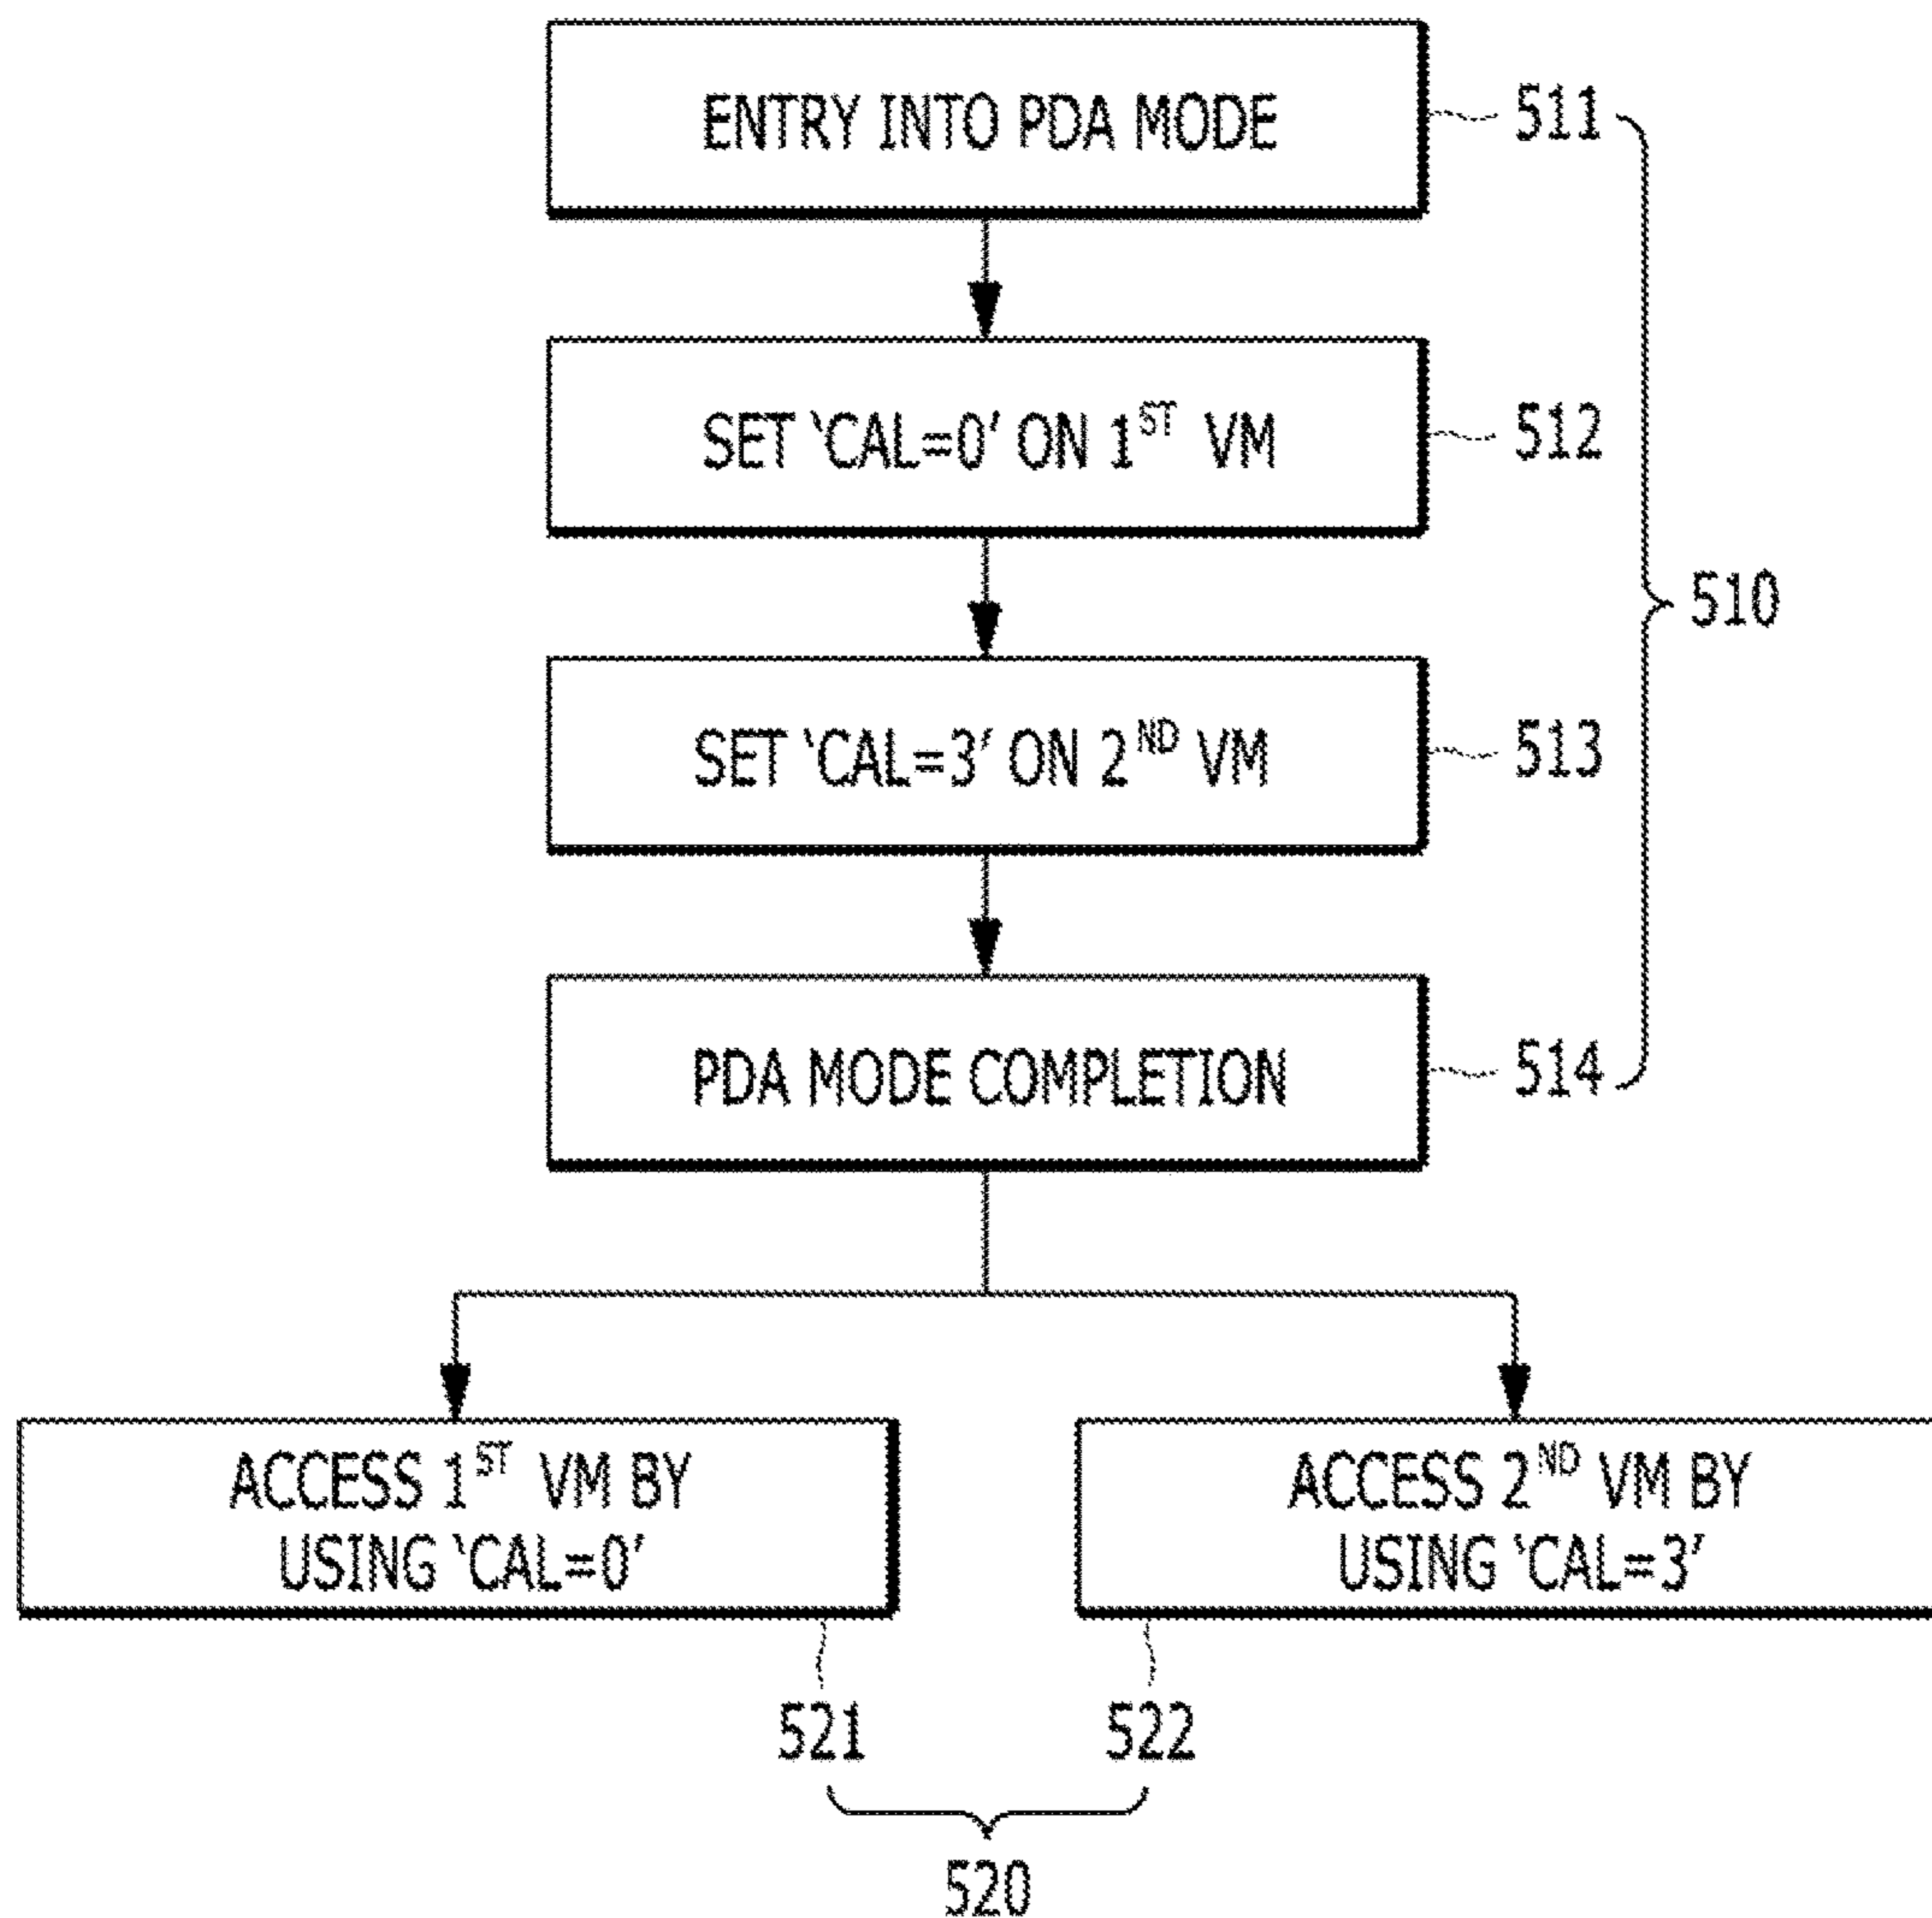 ENTRY INTO PDA MODE
511
SET ‘CAL=0’ ON 1ST VM
512
510
SET ‘CAL=3’ ON 2ND VM
513
PDA MODE COMPLETION
514
ACCESS 1ST VM BY
USING ‘CAL=0’
ACCESS 2ND VM BY
USING ‘CAL=3’
521
522
520